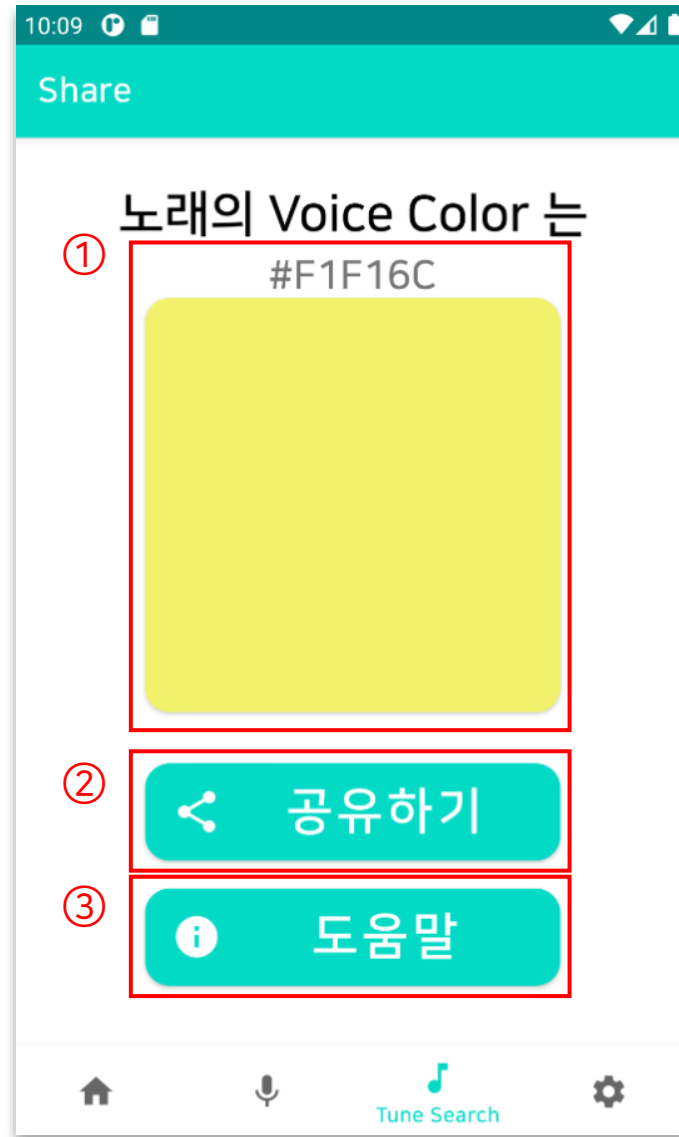 10:09
Share
노래의 Voice Color 는
① #F1F16C
② 공유하기
③ 도움말
Tune Search